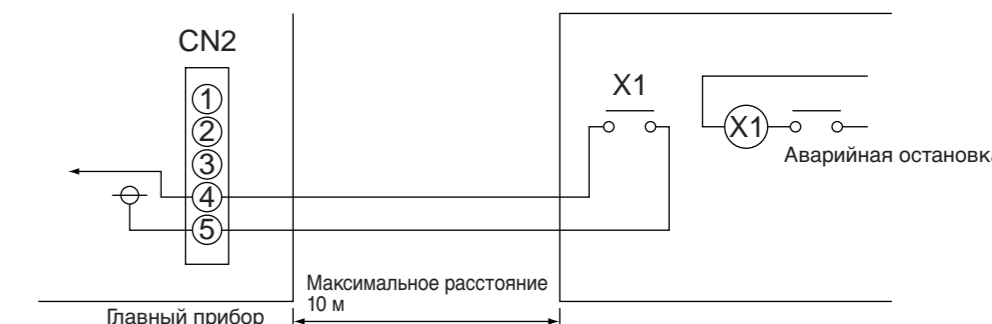 CN2
①
②
③
④
⑤
X1
X1
Аварийная остановка
Максимальное расстояние
10 м
Главный прибор